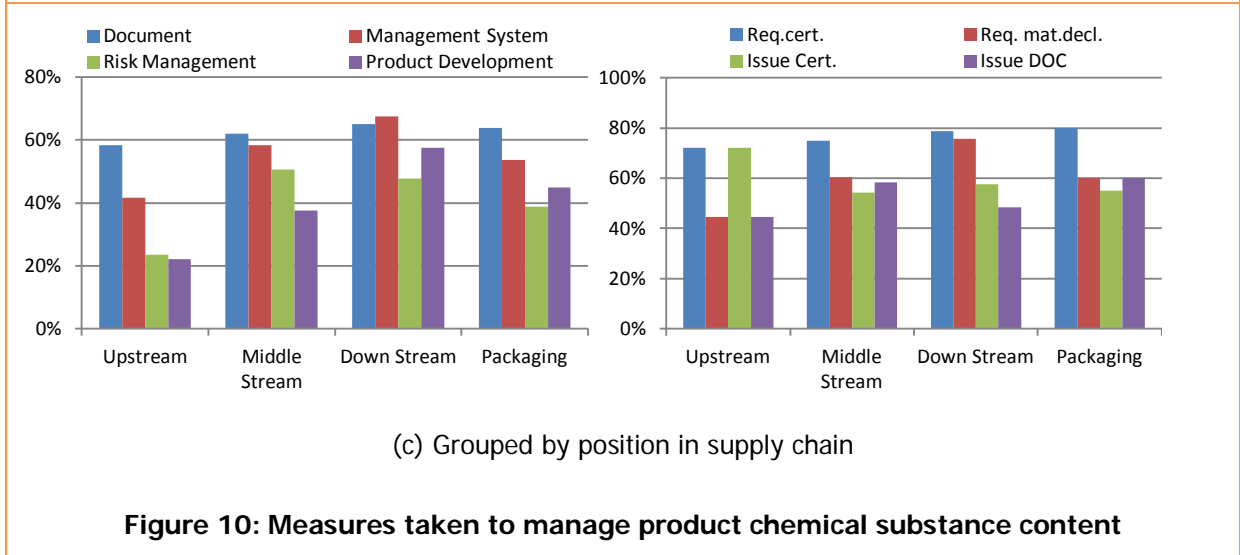 Document Management System
Risk Management Product Development
80%
60%
40%
20%
0%
Upstream Middle Down Stream Packaging
Stream
Req.cert. Req. mat.decl.
Issue Cert. Issue DOC
100%
80%
60%
40%
20%
0%
Upstream Middle Down Stream Packaging
Stream
(c) Grouped by position in supply chain
Figure 10: Measures taken to manage product chemical substance content